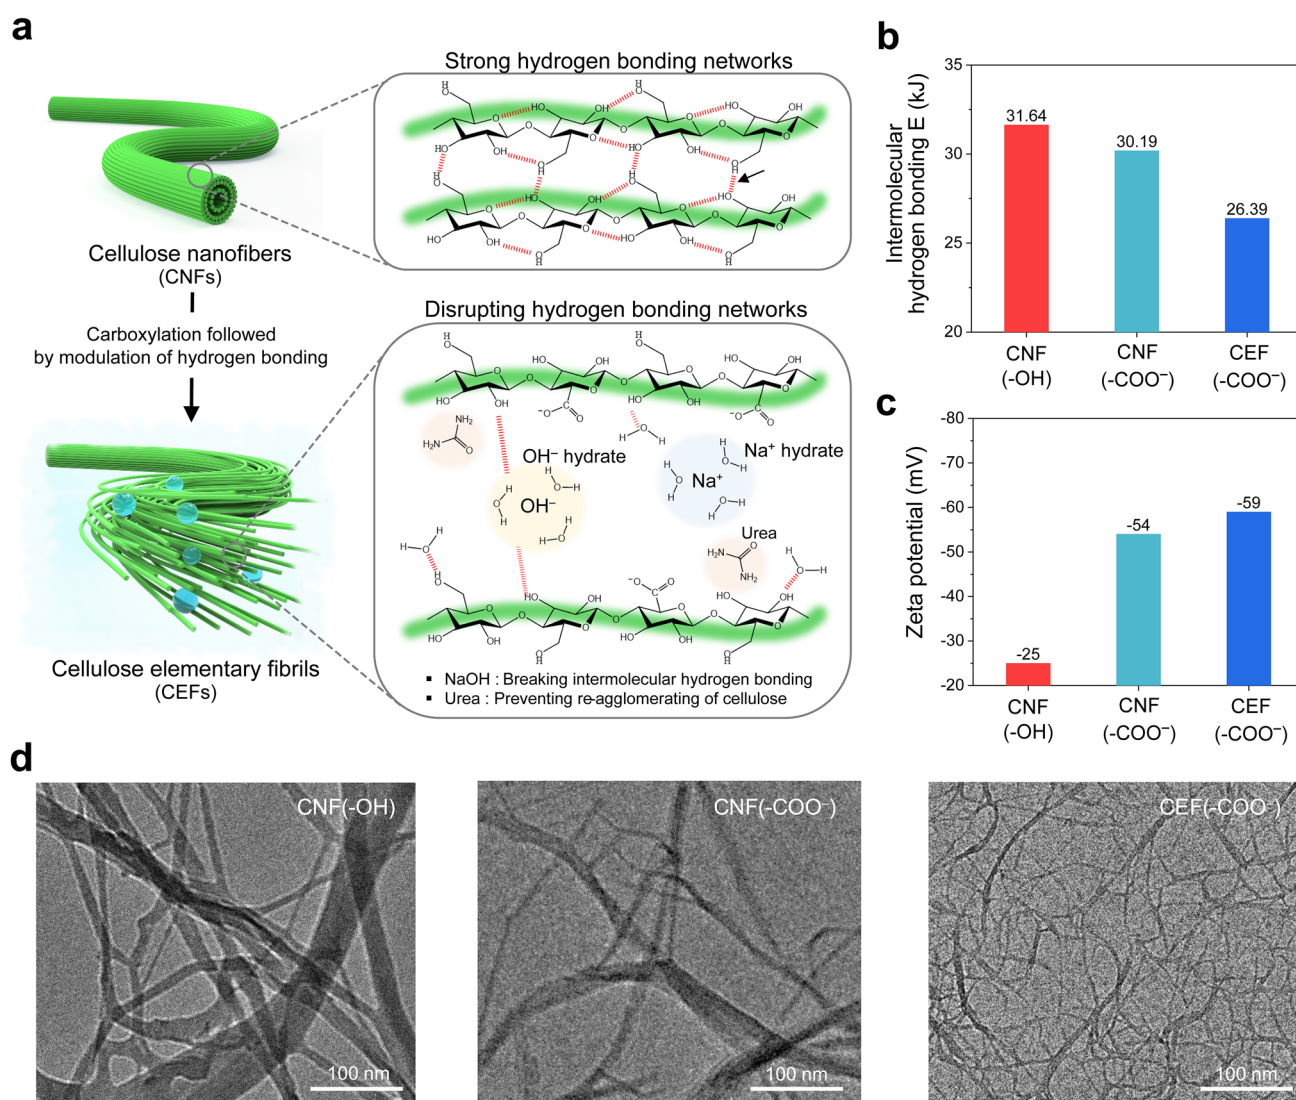 a
Strong hydrogen bonding networks
Cellulose nanofibers
(CNFs)
Carboxylation followed
by modulation of hydrogen bonding
Disrupting hydrogen bonding networks
OH⁻ hydrate
OH⁻
Na⁺ hydrate
Na⁺
Urea
H₂N
NH₂
O
H₂N
NH₂
O
Cellulose elementary fibrils
(CEFs)
▪ NaOH : Breaking intermolecular hydrogen bonding
▪ Urea : Preventing re-agglomerating of cellulose
b
Intermolecular
hydrogen bonding E (kJ)
35
30
25
20
31.64
30.19
26.39
CNF
(-OH)
CNF
(-COO⁻)
CEF
(-COO⁻)
c
Zeta potential (mV)
-80
-70
-60
-50
-40
-30
-20
-25
-54
-59
CNF
(-OH)
CNF
(-COO⁻)
CEF
(-COO⁻)
d
CNF(-OH)
100 nm
CNF(-COO⁻)
100 nm
CEF(-COO⁻)
100 nm